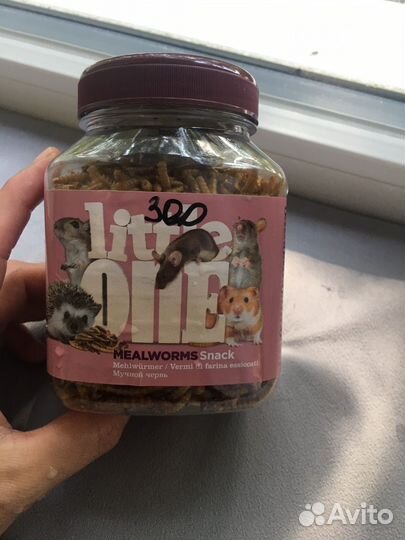 300
little
ONE
MEALWORMS Snack
Mehlwürmer / Vermi di farina essiccati
Мучной червь
Avito